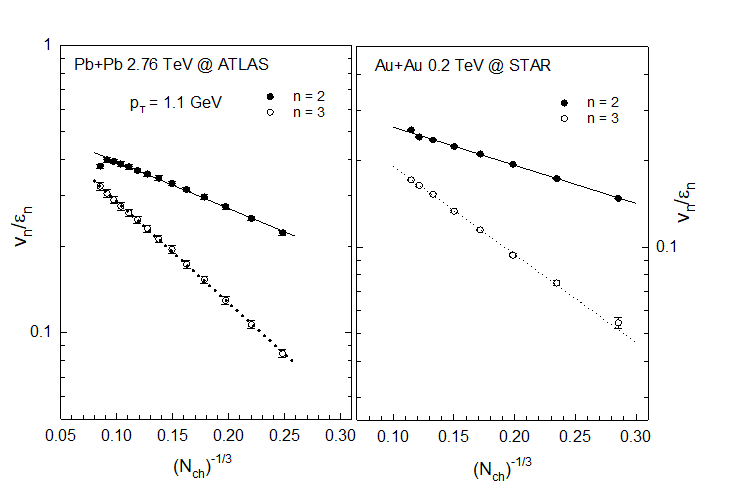 Pb+Pb 2.76 TeV @ ATLAS
p_T = 1.1 GeV
n = 2
n = 3
1
0.1
v_n/ε_n
0.05 0.10 0.15 0.20 0.25 0.30
(N_ch)^-1/3
Au+Au 0.2 TeV @ STAR
n = 2
n = 3
0.1
v_n/ε_n
0.10 0.15 0.20 0.25 0.30
(N_ch)^-1/3